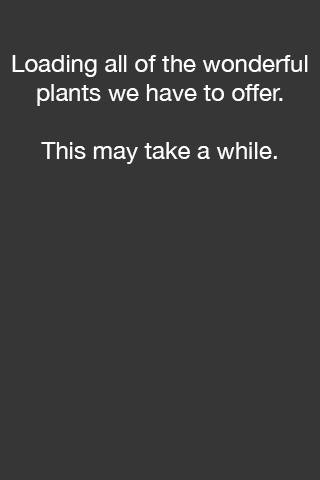 Loading all of the wonderful
plants we have to offer.
This may take a while.